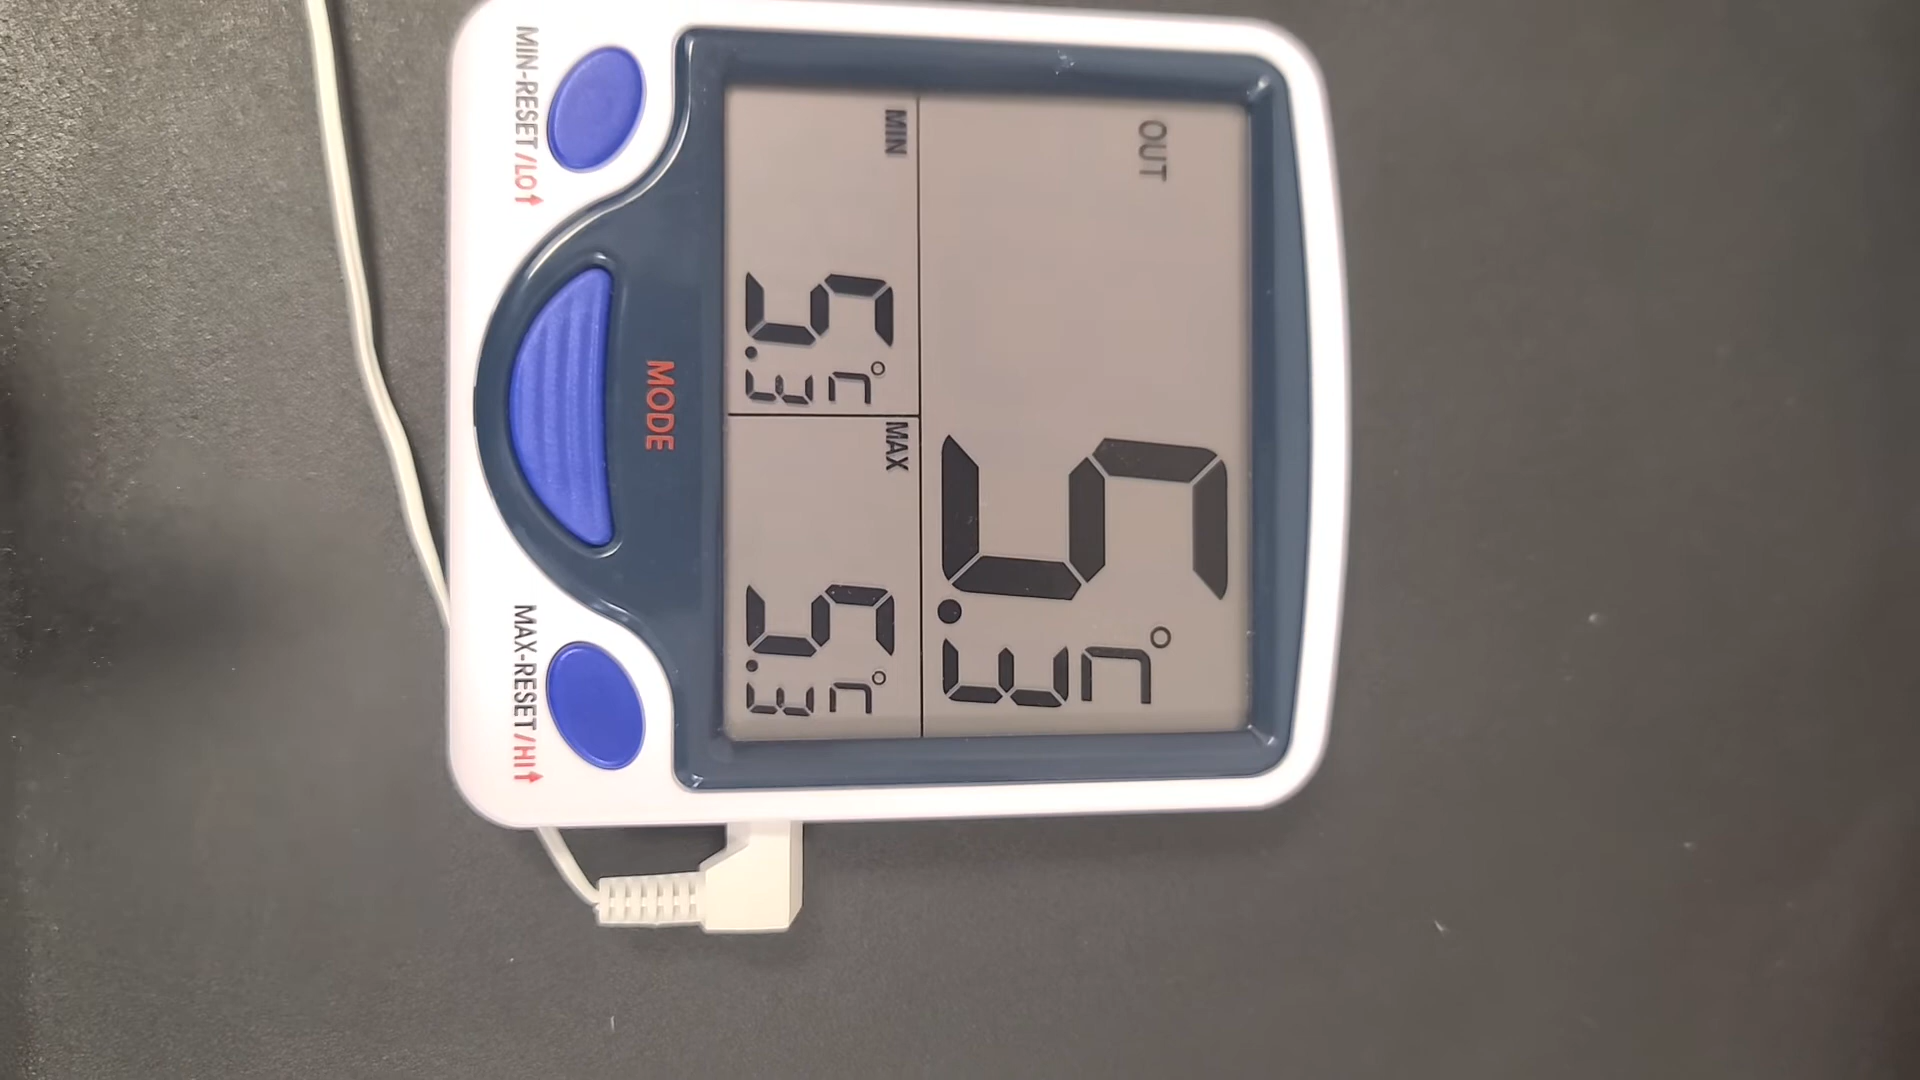 OUT
5.3 °C
MIN
5.3 °C
MAX
5.3 °C
MODE
MIN-RESET/LO↑
MAX-RESET/HI↑